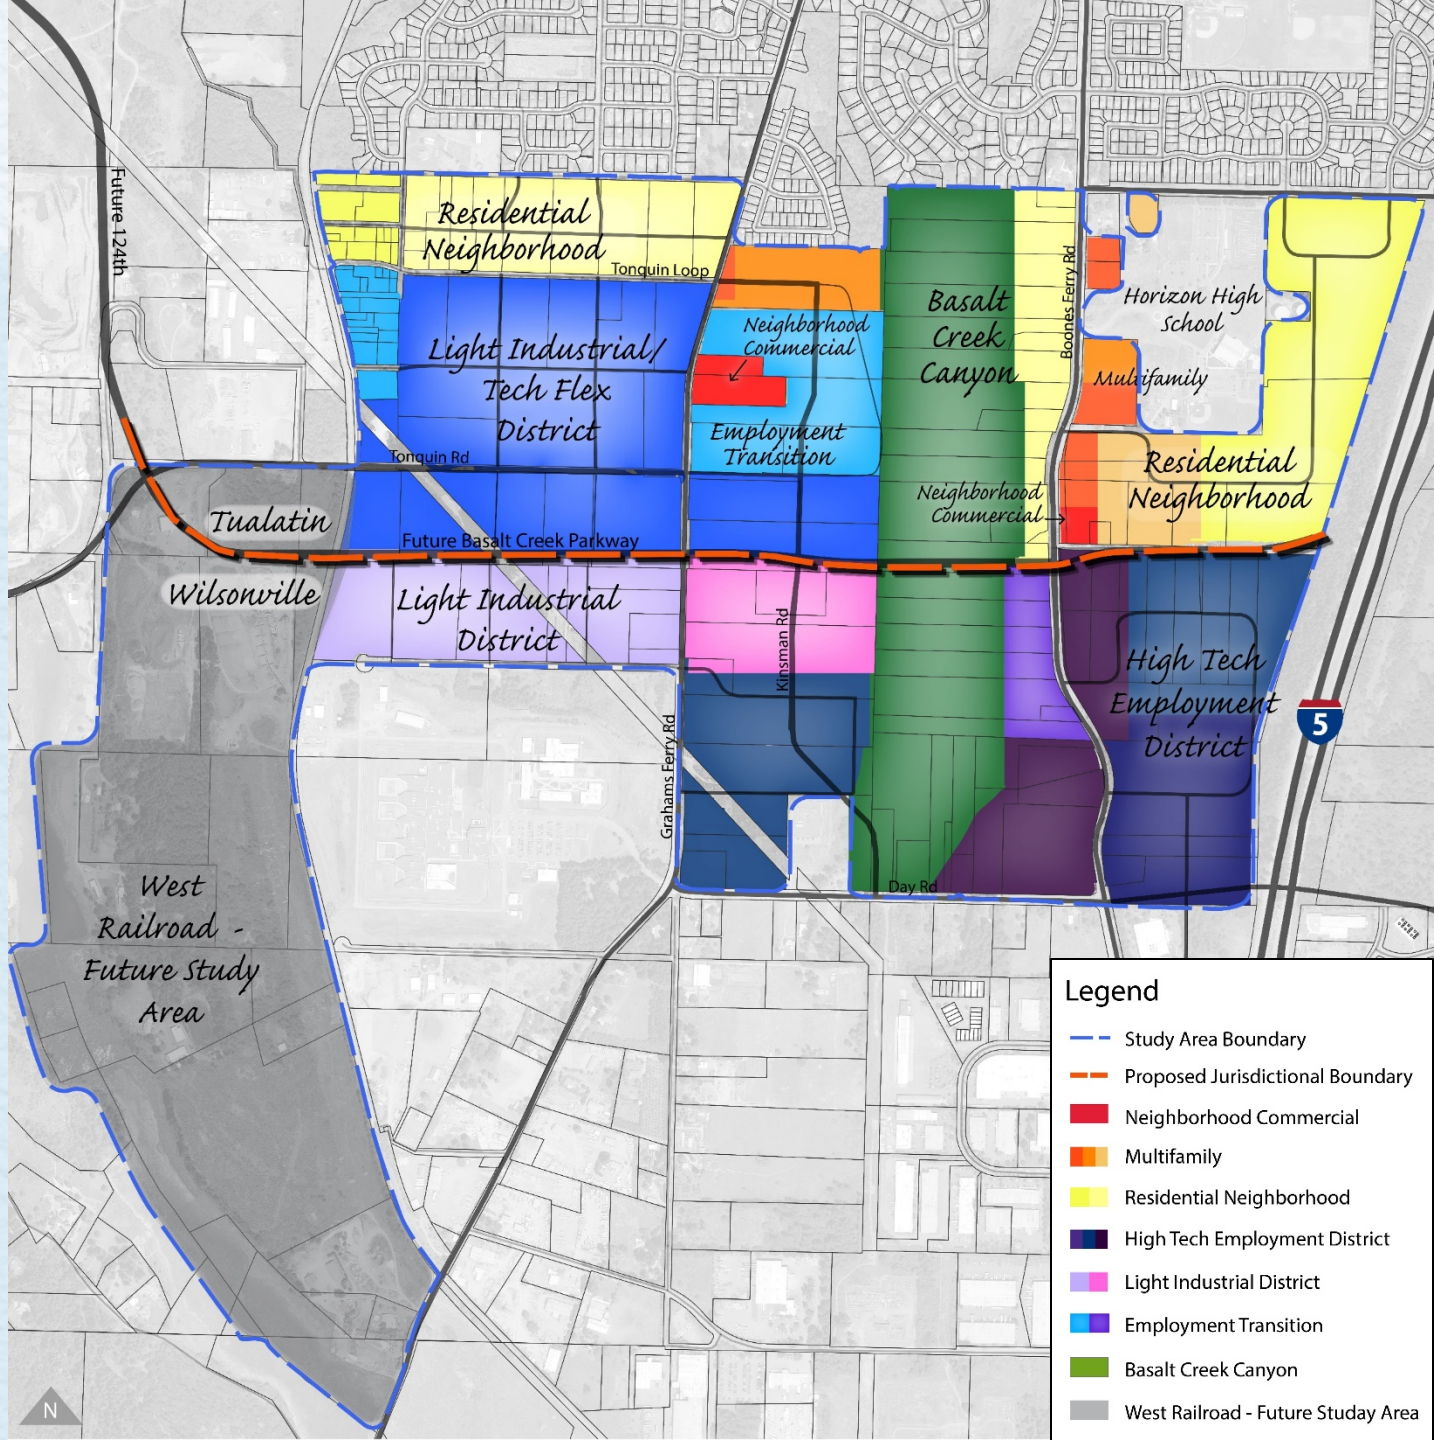 Future 124th
Residential
Neighborhood
Tonquin Loop
Light Industrial/
Tech Flex
District
Tonquin Rd
Neighborhood
Commercial
Employment
Transition
Basalt
Creek
Canyon
Boones Ferry Rd
Horizon High
School
Multifamily
Residential
Neighborhood
Neighborhood
Commercial
Tualatin
Future Basalt Creek Parkway
Wilsonville
Light Industrial
District
Kinsman Rd
Grahams Ferry Rd
High Tech
Employment
District
5
Day Rd
West
Railroad -
Future Study
Area
N
Legend
Study Area Boundary
Proposed Jurisdictional Boundary
Neighborhood Commercial
Multifamily
Residential Neighborhood
High Tech Employment District
Light Industrial District
Employment Transition
Basalt Creek Canyon
West Railroad - Future Studay Area